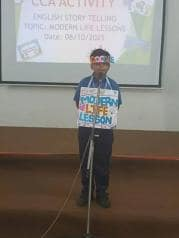 CCA ACTIVITY
ENGLISH STORY TELLING
TOPIC: MODERN LIFE LESSONS
Date: 08/10/2025
MODERN
LIFE
LESSON